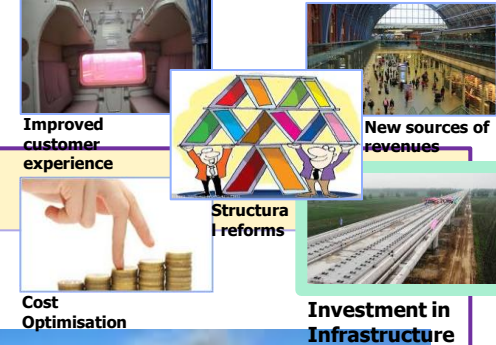 Improved
customer
experience
New sources of
revenues
Structura
l reforms
Cost
Optimisation
Investment in
Infrastructure